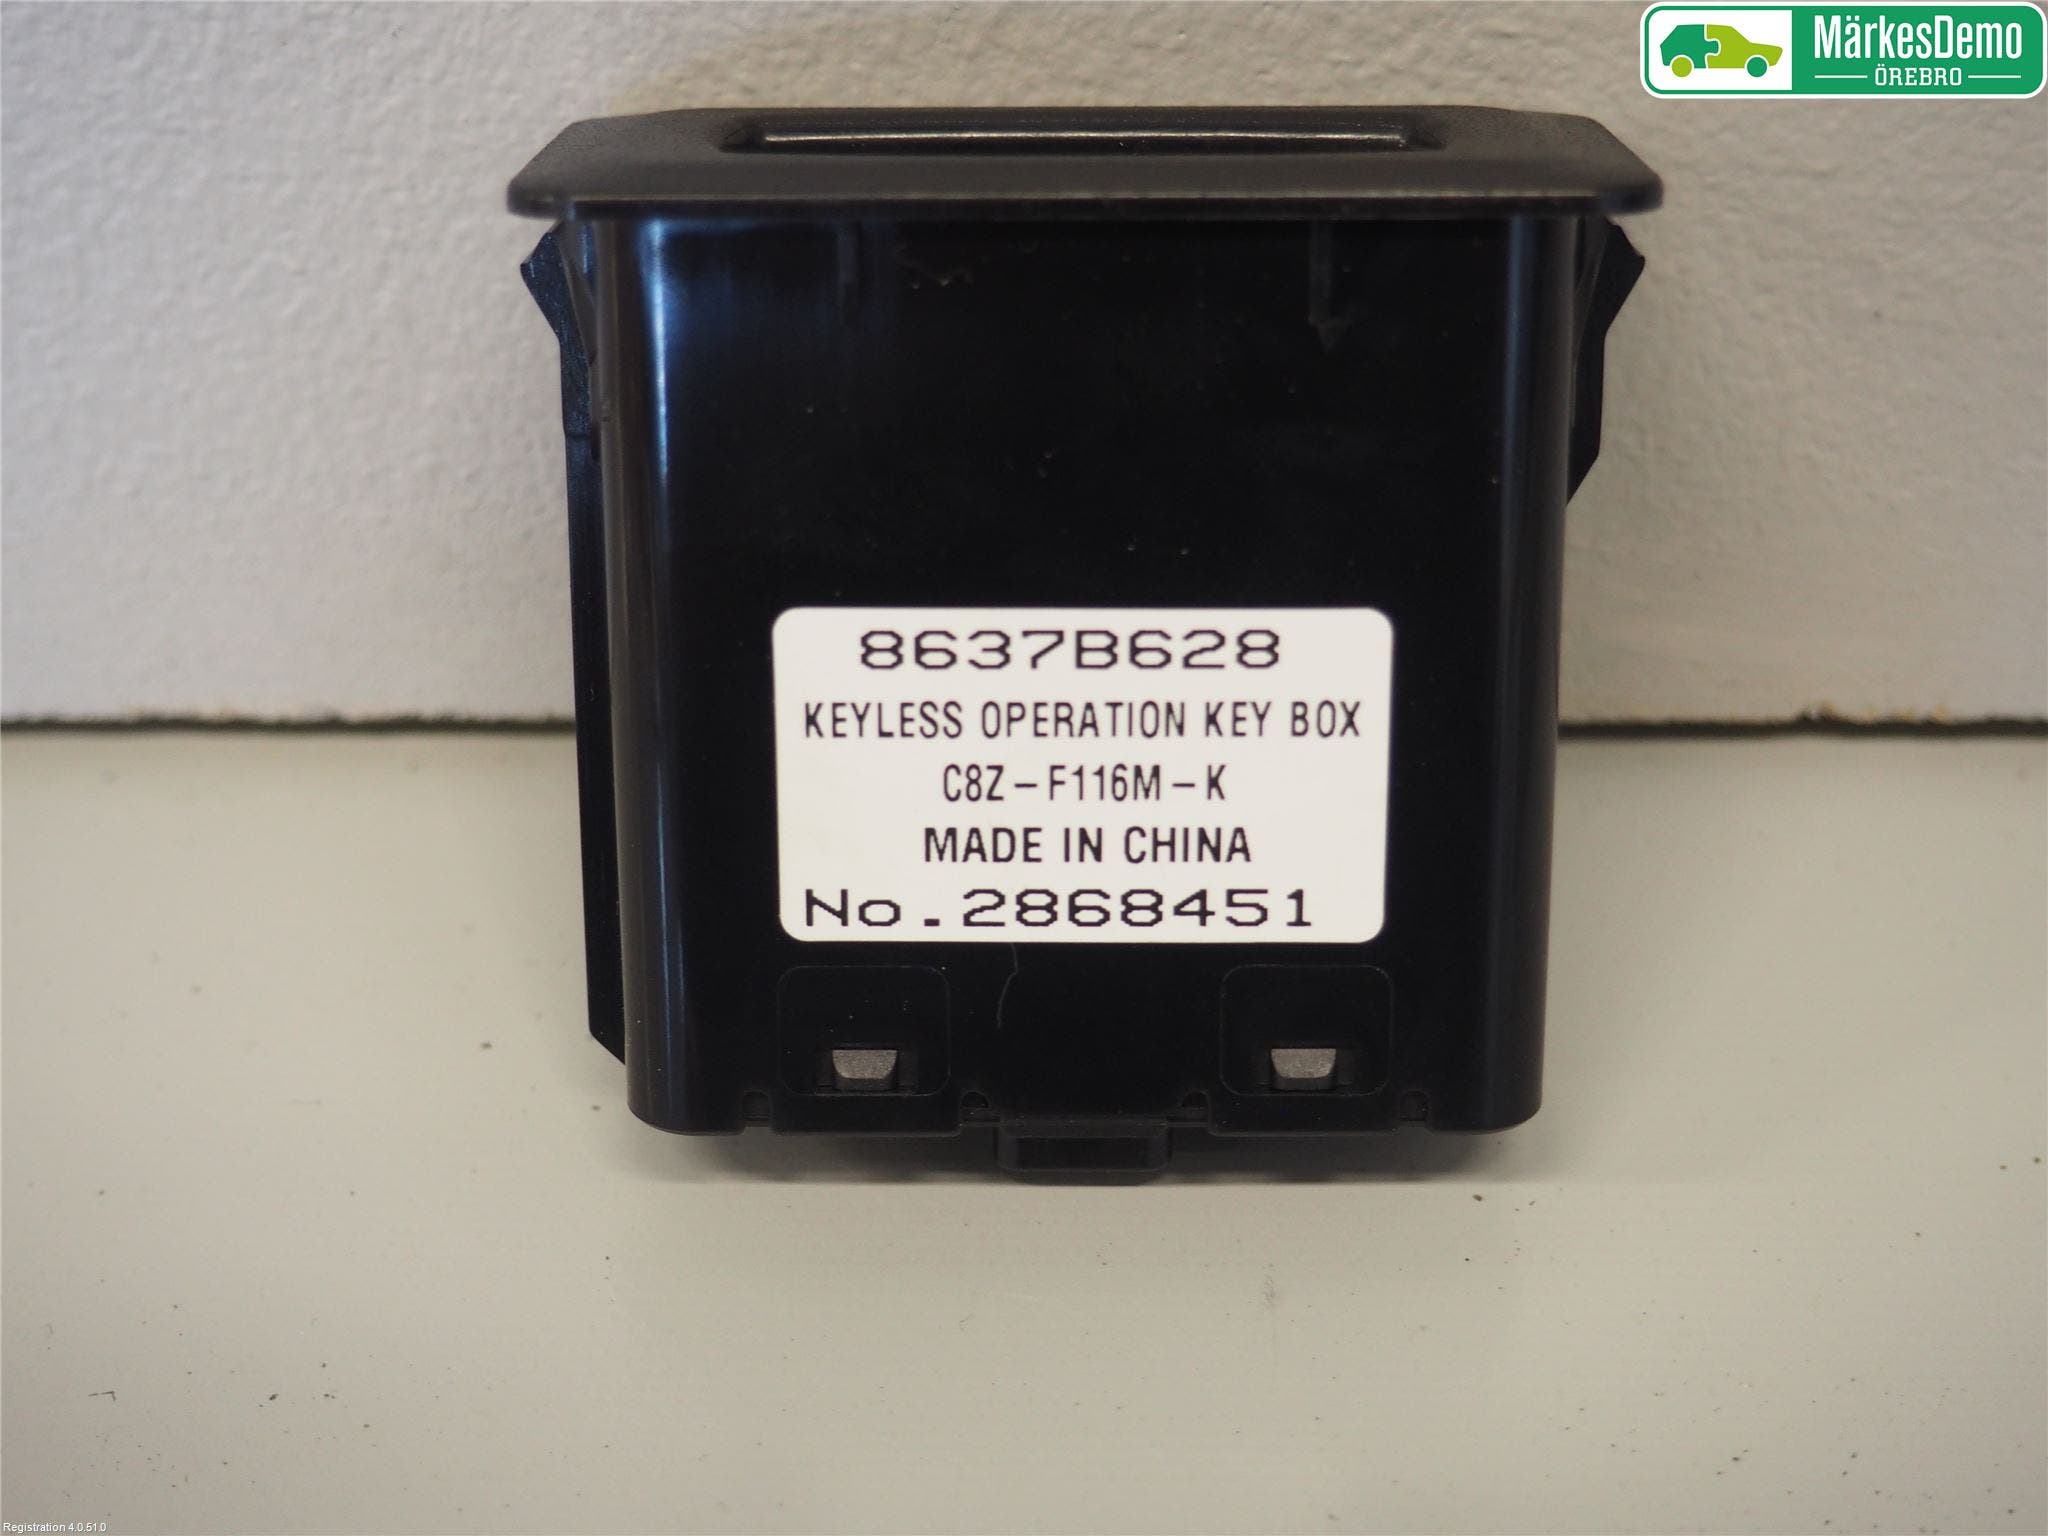 MärkesDemo
ÖREBRO
8637B628
KEYLESS OPERATION KEY BOX
C8Z-F116M-K
MADE IN CHINA
No.2868451
Registration 4.0.51.0